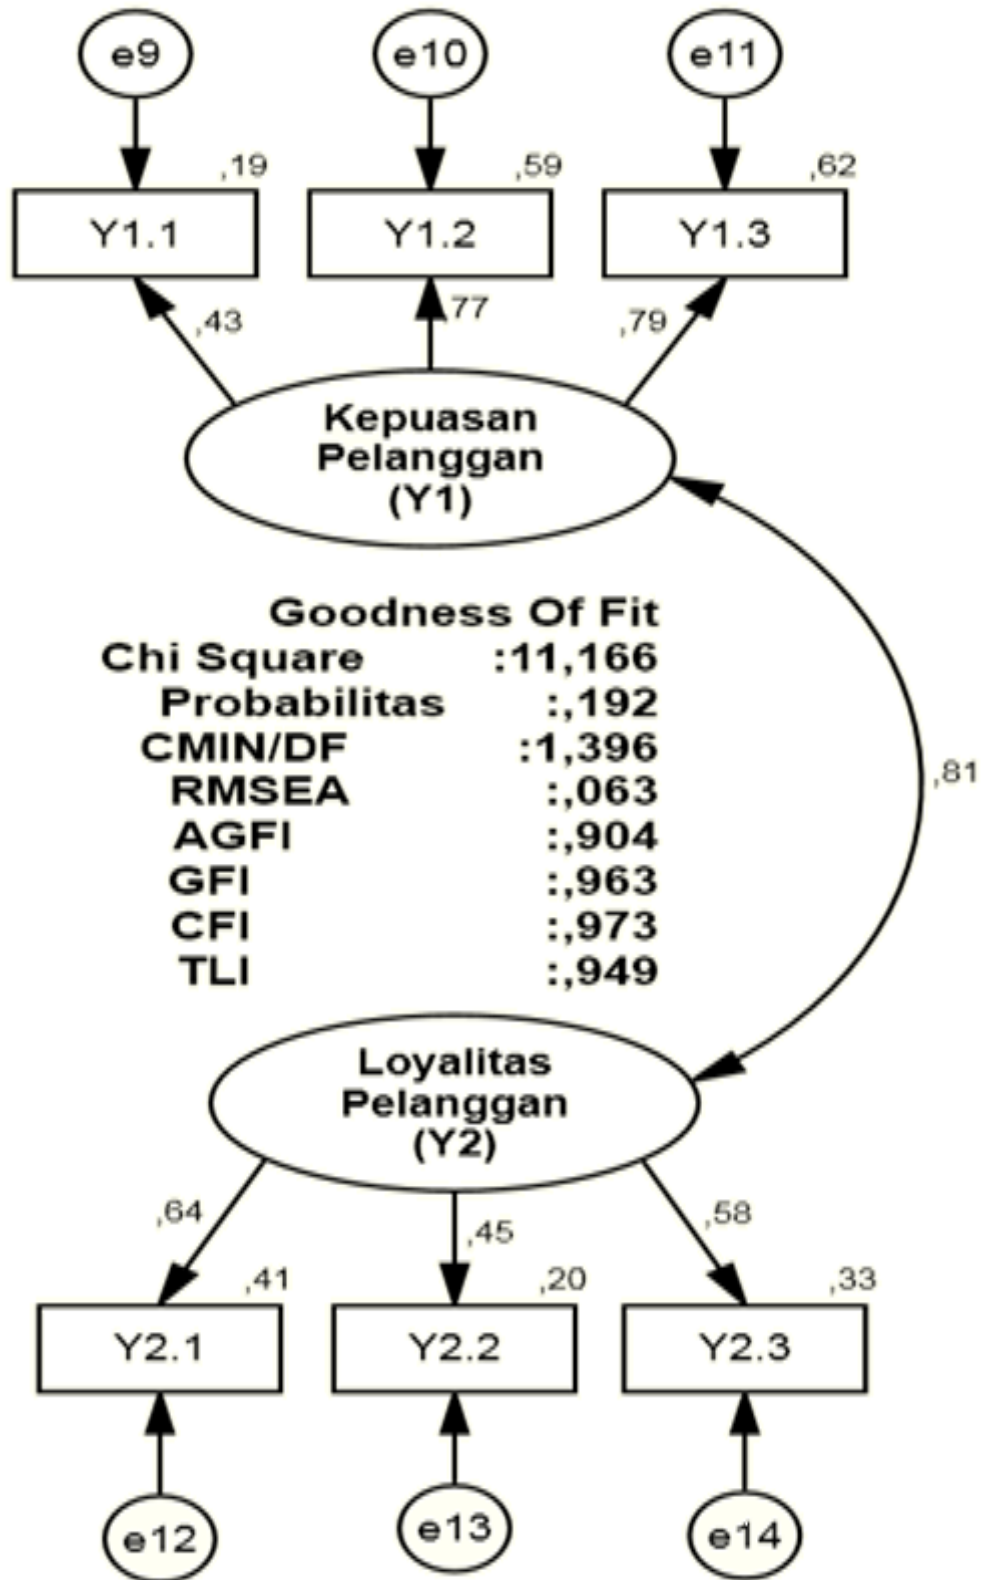 e9 e10 e11
,19 ,59 ,62
Y1.1 Y1.2 Y1.3
,43 ,77 ,79
Kepuasan
Pelanggan
(Y1)
Goodness Of Fit
Chi Square :11,166
Probabilitas :,192
CMIN/DF :1,396
RMSEA :,063
,81
AGFI :,904
GFI :,963
CFI :,973
TLI :,949
Loyalitas
Pelanggan
(Y2)
,64 ,45 ,58
,41 ,20 ,33
Y2.1 Y2.2 Y2.3
e12 e13 e14